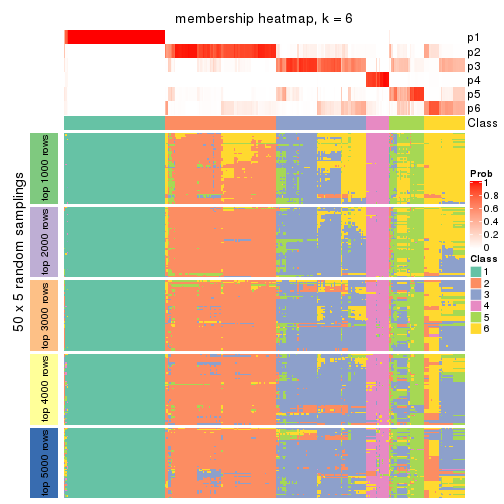 membership heatmap, k = 6
p1
p2
p3
p4
p5
p6
Class
50 x 5 random samplings
top 1000 rows
top 2000 rows
top 3000 rows
top 4000 rows
top 5000 rows
Prob
1
0.8
0.6
0.4
0.2
0
Class
1
2
3
4
5
6